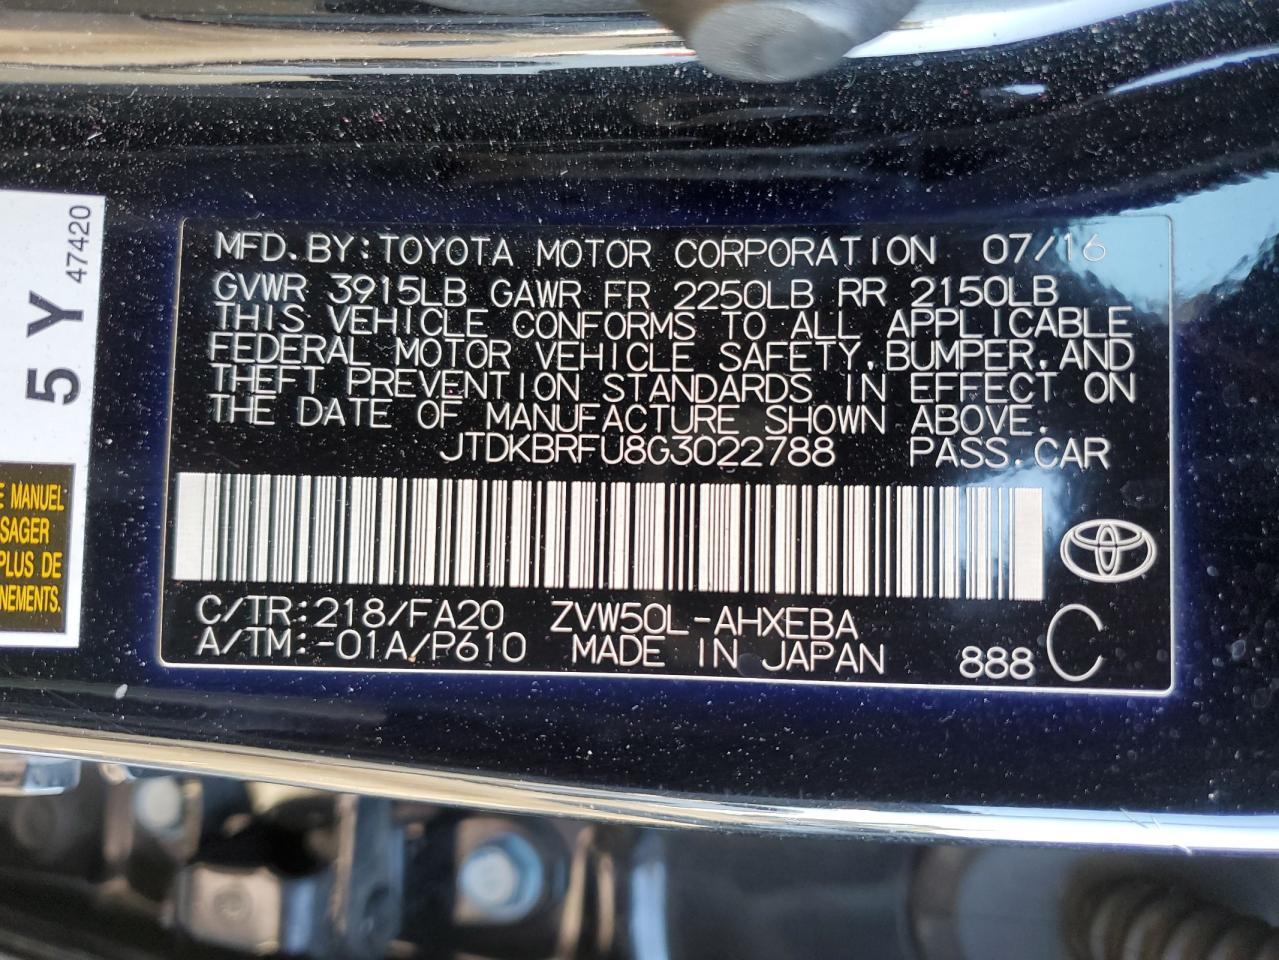 MFD.BY:TOYOTA MOTOR CORPORATION 07/16
GVWR 3915LB GAWR FR 2250LB RR 2150LB
THIS VEHICLE CONFORMS TO ALL APPLICABLE
FEDERAL MOTOR VEHICLE SAFETY,BUMPER,AND
THEFT PREVENTION STANDARDS IN EFFECT ON
THE DATE OF MANUFACTURE SHOWN ABOVE.
JTDKBRFU8G3022788 PASS.CAR
C/TR:218/FA20 ZVW50L-AHXEBA
A/TM:-01A/P610 MADE IN JAPAN 888 C
5Y
47420
E MANUEL
SAGER
PLUS DE
NEMENTS.